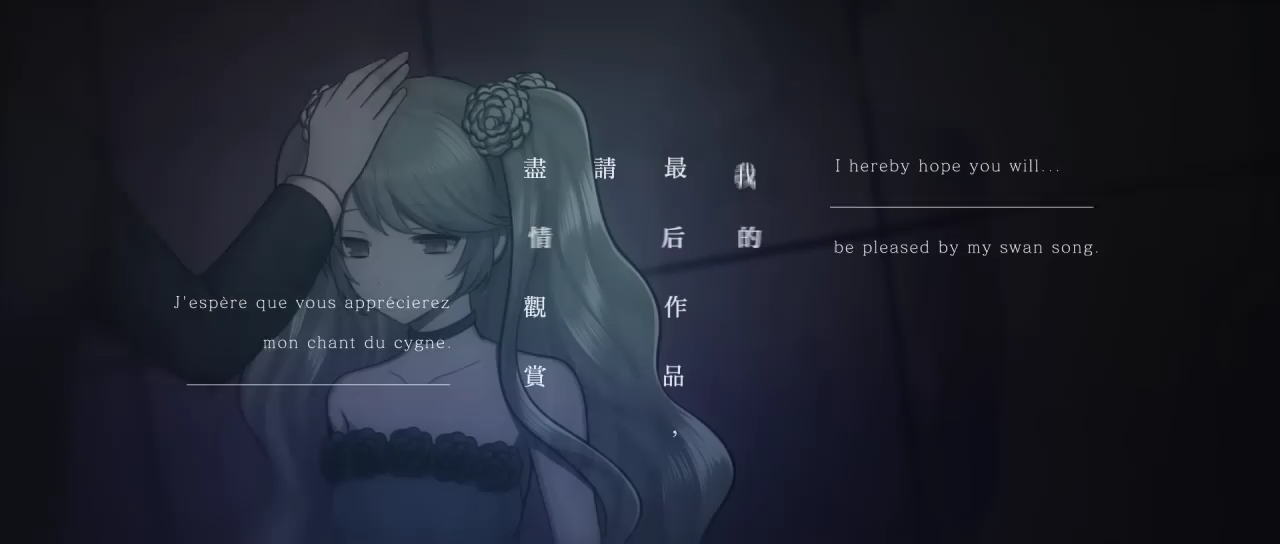 我的
最后作品，
請
盡情觀賞
I hereby hope you will...
be pleased by my swan song.
J'espère que vous apprécierez
mon chant du cygne.